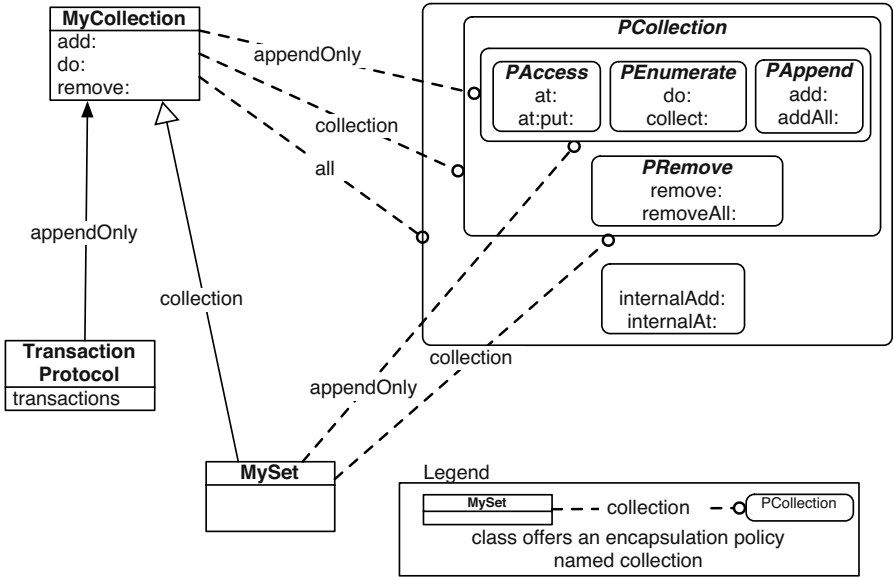 MyCollection
add:
do:
remove:
appendOnly
collection
all
PCollection
PAccess
at:
at:put:
PEnumerate
do:
collect:
PAppend
add:
addAll:
PRemove
remove:
removeAll:
internalAdd:
internalAt:
appendOnly
collection
Transaction
Protocol
transactions
appendOnly
collection
MySet
Legend
MySet
collection
PCollection
class offers an encapsulation policy
named collection